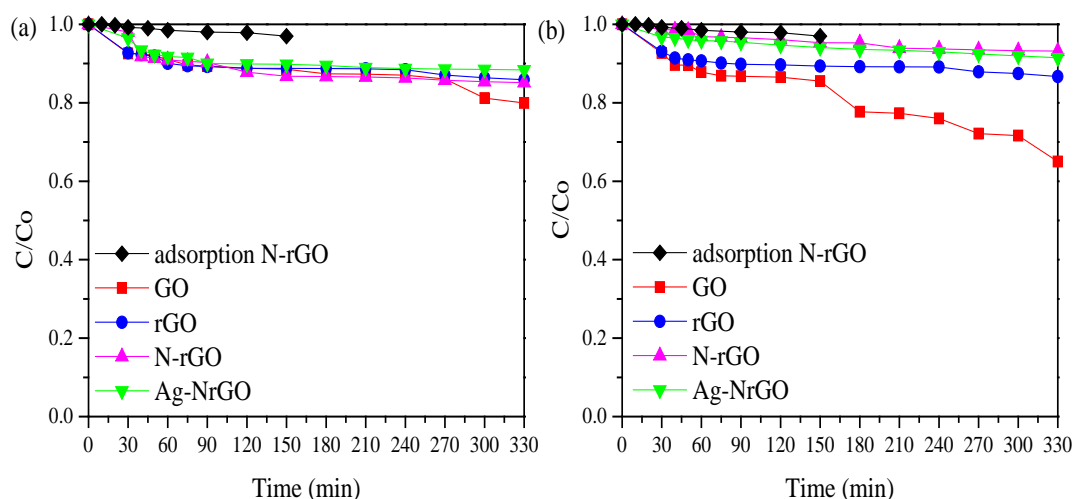 (a)
1.0
0.8
0.6
0.4
0.2
0.0
C/Co
adsorption N-rGO
GO
rGO
N-rGO
Ag-NrGO
0 30 60 90 120 150 180 210 240 270 300 330
Time (min)
(b)
1.0
0.8
0.6
0.4
0.2
0.0
C/Co
adsorption N-rGO
GO
rGO
N-rGO
Ag-NrGO
0 30 60 90 120 150 180 210 240 270 300 330
Time (min)